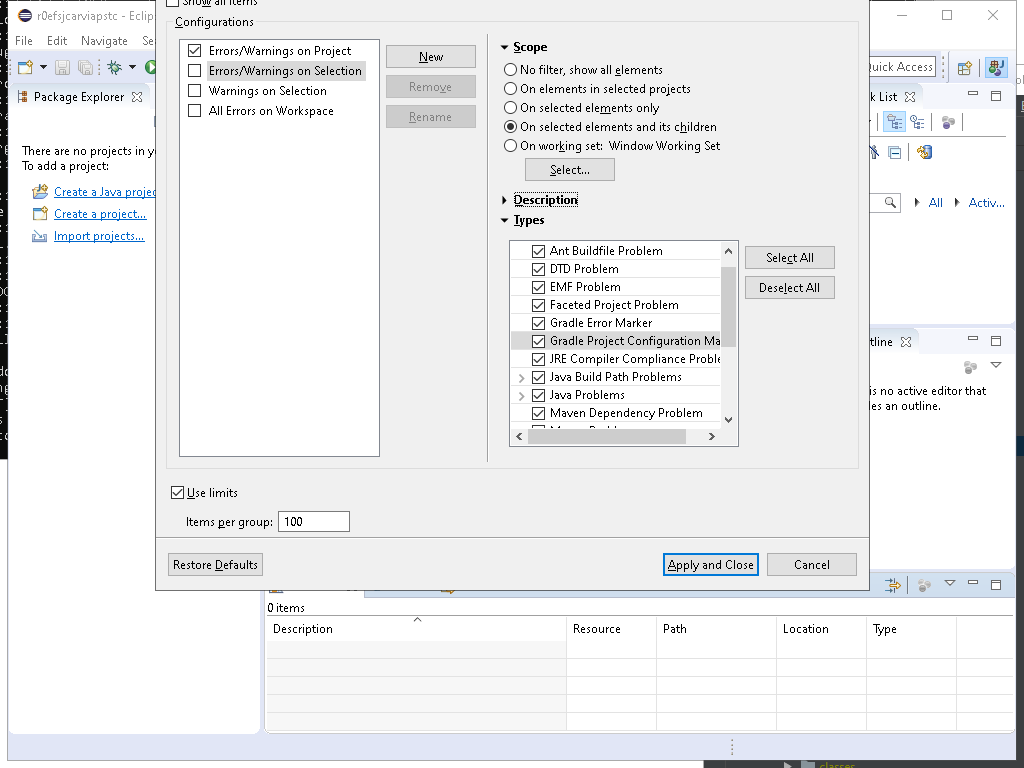 Show all items
r0efsjcarviapstc - Eclip
Configurations
File Edit Navigate Se
Errors/Warnings on Project
Errors/Warnings on Selection
Warnings on Selection
All Errors on Workspace
New
Remove
Rename
Scope
No filter, show all elements
On elements in selected projects
On selected elements only
On selected elements and its children
On working set: Window Working Set
Select...
Description
Types
Ant Buildfile Problem
DTD Problem
EMF Problem
Faceted Project Problem
Gradle Error Marker
Gradle Project Configuration Ma
JRE Compiler Compliance Proble
Java Build Path Problems
Java Problems
Maven Dependency Problem
Select All
Deselect All
Use limits
Items per group: 100
Restore Defaults
Apply and Close
Cancel
Quick Access
Package Explorer
There are no projects in y
To add a project:
Create a Java projec
Create a project...
Import projects...
k List
All
Activ...
tline
is no active editor that
des an outline.
0 items
Description Resource Path Location Type
classes